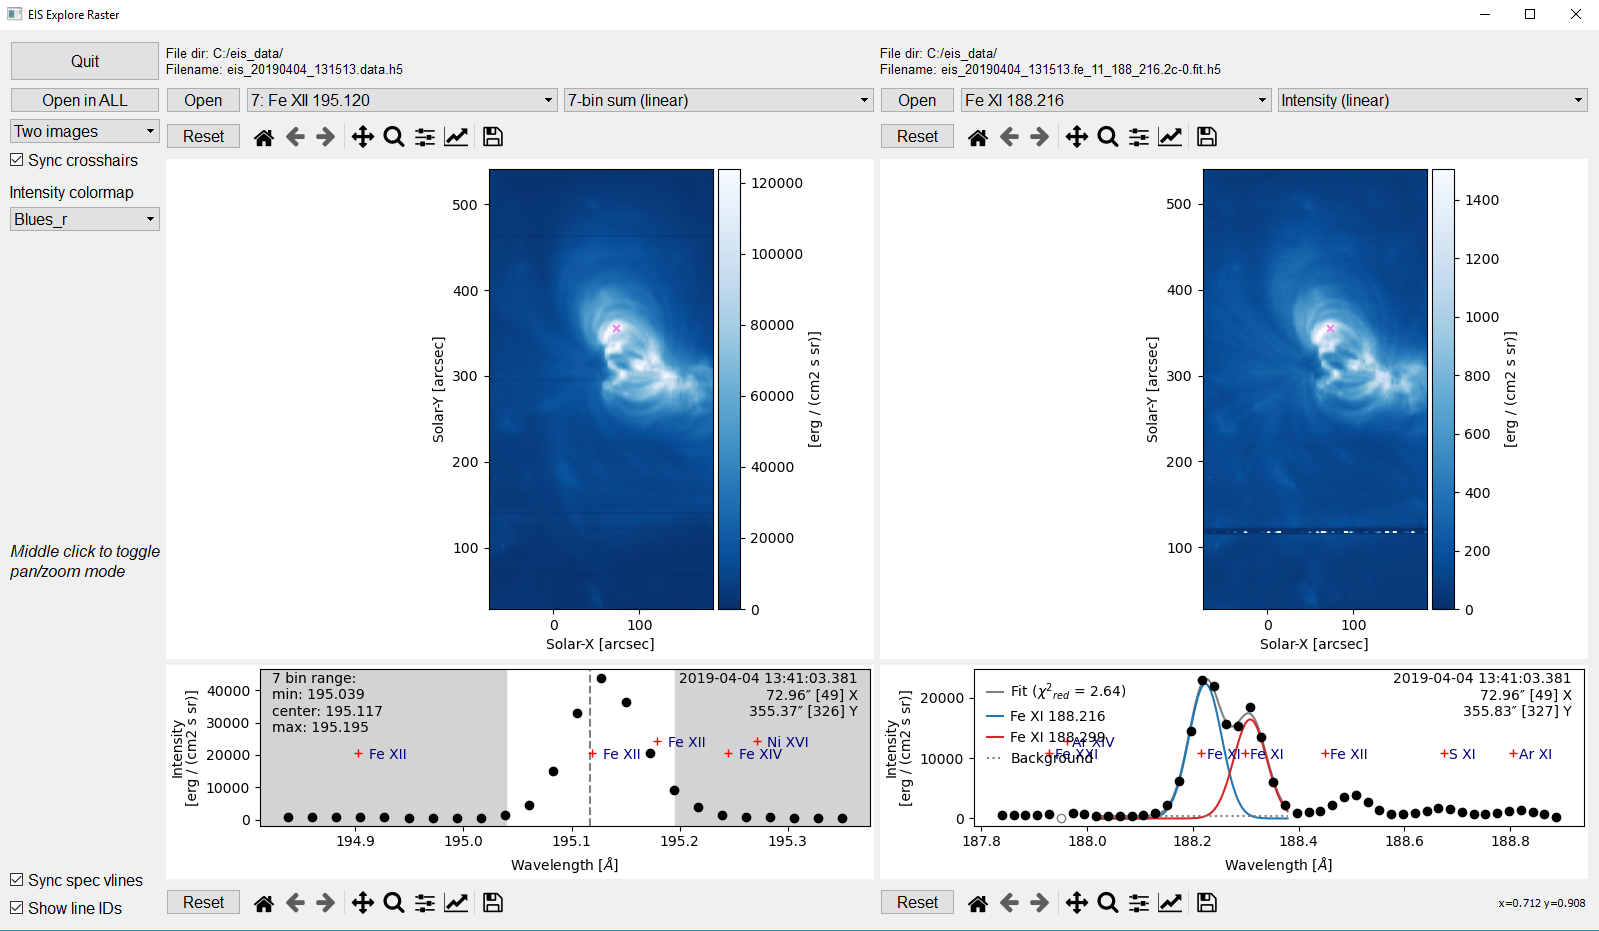 EIS Explore Raster
Quit
File dir: C:/eis_data/
Filename: eis_20190404_131513.data.h5
File dir: C:/eis_data/
Filename: eis_20190404_131513.fe_11_188_216.2c-0.fit.h5
Open in ALL
Open
7: Fe XII 195.120
7-bin sum (linear)
Open
Fe XI 188.216
Intensity (linear)
Two images
Reset
Reset
Sync crosshairs
Intensity colormap
Blues_r
Middle click to toggle
pan/zoom mode
Sync spec vlines
Show line IDs
500
400
300
200
100
Solar-Y [arcsec]
0
100
Solar-X [arcsec]
120000
100000
80000
60000
40000
20000
0
[erg / (cm2 s sr)]
500
400
300
200
100
Solar-Y [arcsec]
0
100
Solar-X [arcsec]
1400
1200
1000
800
600
400
200
0
[erg / (cm2 s sr)]
Intensity
[erg / (cm2 s sr)]
40000
30000
20000
10000
0
7 bin range:
min: 195.039
center: 195.117
max: 195.195
2019-04-04 13:41:03.381
72.96″ [49] X
355.37″ [326] Y
Fe XII
Fe XII
Fe XII
Fe XIV
Ni XVI
194.9
195.0
195.1
195.2
195.3
Wavelength [Å]
Intensity
[erg / (cm2 s sr)]
20000
10000
0
Fit (χ²red = 2.64)
Fe XI 188.216
Fe XI 188.299
Background
2019-04-04 13:41:03.381
72.96″ [49] X
355.83″ [327] Y
Ar XIV
Fe XXI
Fe XI
Fe XI
Fe XII
S XI
Ar XI
187.8
188.0
188.2
188.4
188.6
188.8
Wavelength [Å]
Reset
Reset
x=0.712 y=0.908